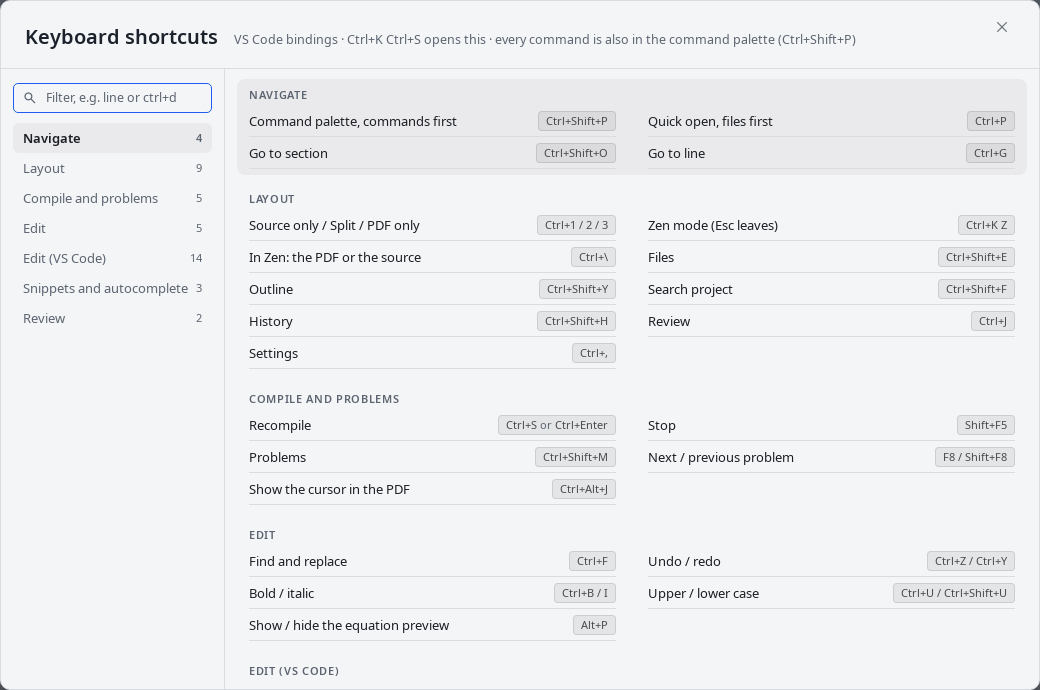 Keyboard shortcuts VS Code bindings · Ctrl+K Ctrl+S opens this · every command is also in the command palette (Ctrl+Shift+P)
Filter, e.g. line or ctrl+d
Navigate 4
Layout 9
Compile and problems 5
Edit 5
Edit (VS Code) 14
Snippets and autocomplete 3
Review 2
NAVIGATE
Command palette, commands first Ctrl+Shift+P
Quick open, files first Ctrl+P
Go to section Ctrl+Shift+O
Go to line Ctrl+G
LAYOUT
Source only / Split / PDF only Ctrl+1 / 2 / 3
Zen mode (Esc leaves) Ctrl+K Z
In Zen: the PDF or the source Ctrl+\
Files Ctrl+Shift+E
Outline Ctrl+Shift+Y
Search project Ctrl+Shift+F
History Ctrl+Shift+H
Review Ctrl+J
Settings Ctrl+,
COMPILE AND PROBLEMS
Recompile Ctrl+S or Ctrl+Enter
Stop Shift+F5
Problems Ctrl+Shift+M
Next / previous problem F8 / Shift+F8
Show the cursor in the PDF Ctrl+Alt+J
EDIT
Find and replace Ctrl+F
Undo / redo Ctrl+Z / Ctrl+Y
Bold / italic Ctrl+B / I
Upper / lower case Ctrl+U / Ctrl+Shift+U
Show / hide the equation preview Alt+P
EDIT (VS CODE)